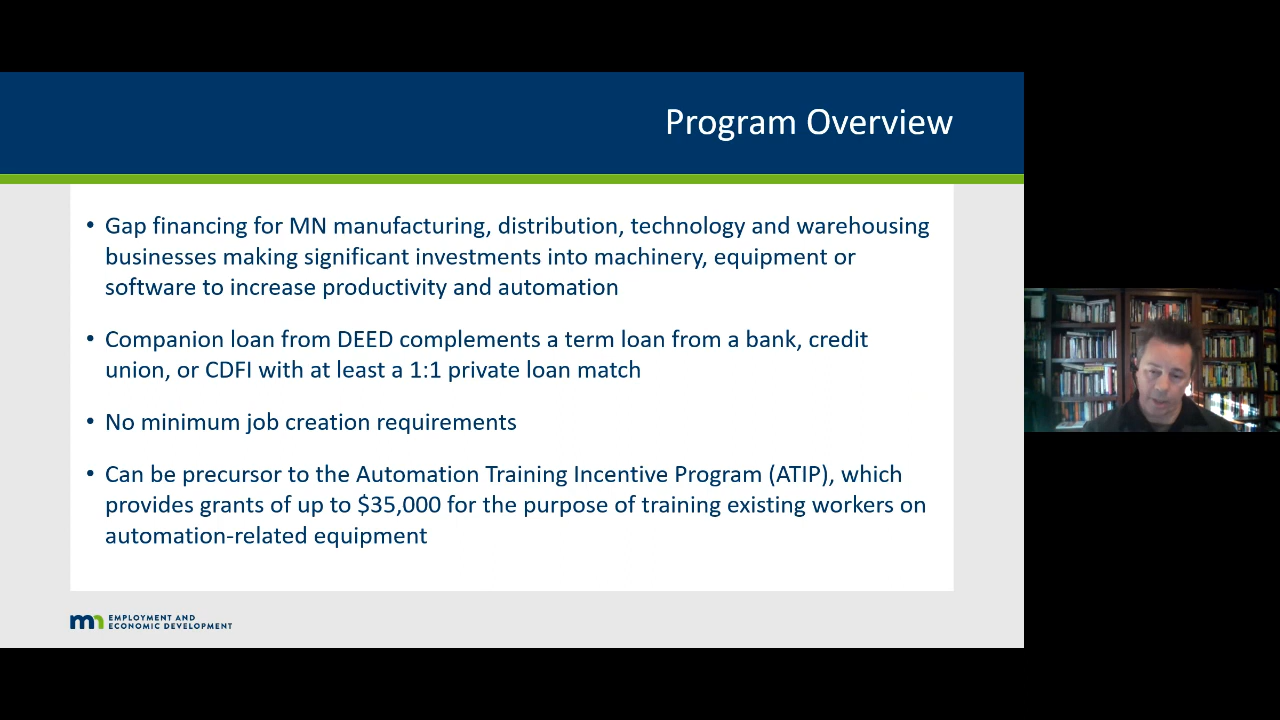 Program Overview
• Gap financing for MN manufacturing, distribution, technology and warehousing
businesses making significant investments into machinery, equipment or
software to increase productivity and automation
• Companion loan from DEED complements a term loan from a bank, credit
union, or CDFI with at least a 1:1 private loan match
• No minimum job creation requirements
• Can be precursor to the Automation Training Incentive Program (ATIP), which
provides grants of up to $35,000 for the purpose of training existing workers on
automation-related equipment
mn EMPLOYMENT AND
ECONOMIC DEVELOPMENT